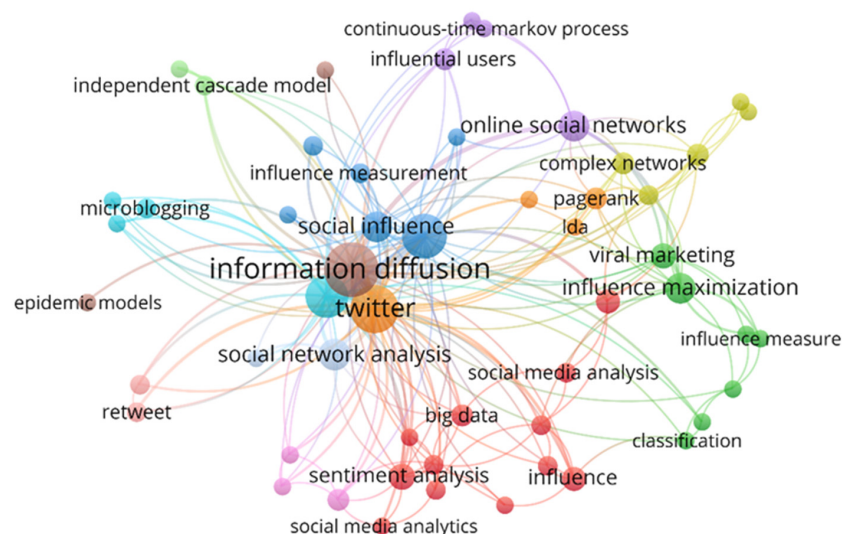 continuous-time markov process
influential users
independent cascade model
online social networks
complex networks
influence measurement
pagerank
microblogging
social influence
lda
viral marketing
information diffusion
influence maximization
epidemic models
twitter
influence measure
social network analysis
social media analysis
retweet
big data
classification
sentiment analysis
influence
social media analytics